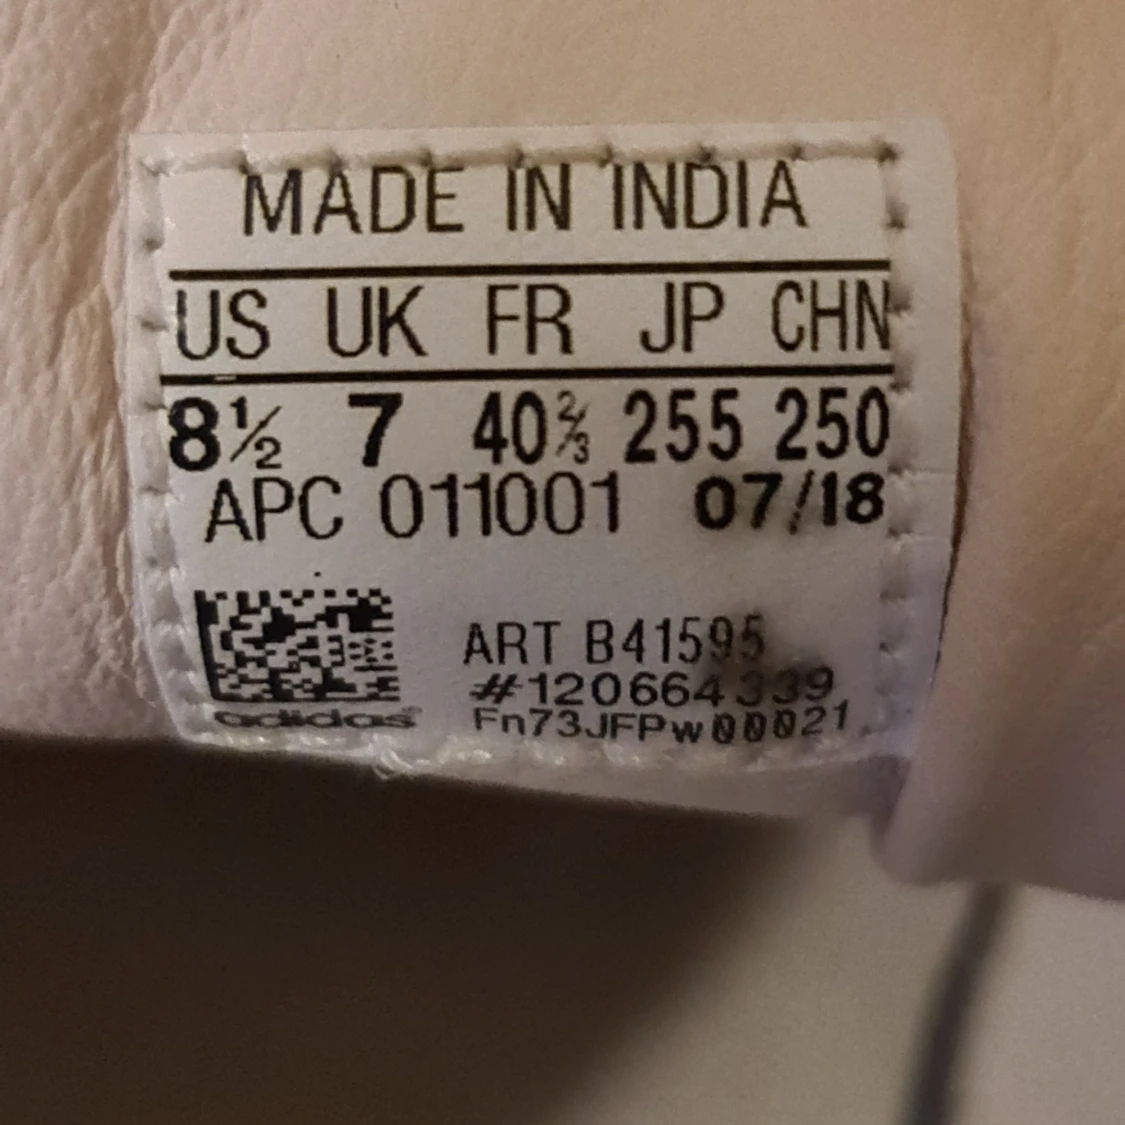 MADE IN INDIA
US UK FR JP CHN
8½ 7 40⅔ 255 250
APC 011001 07/18
ART B41595
#120664339
Fn73JFPw00021
adidas